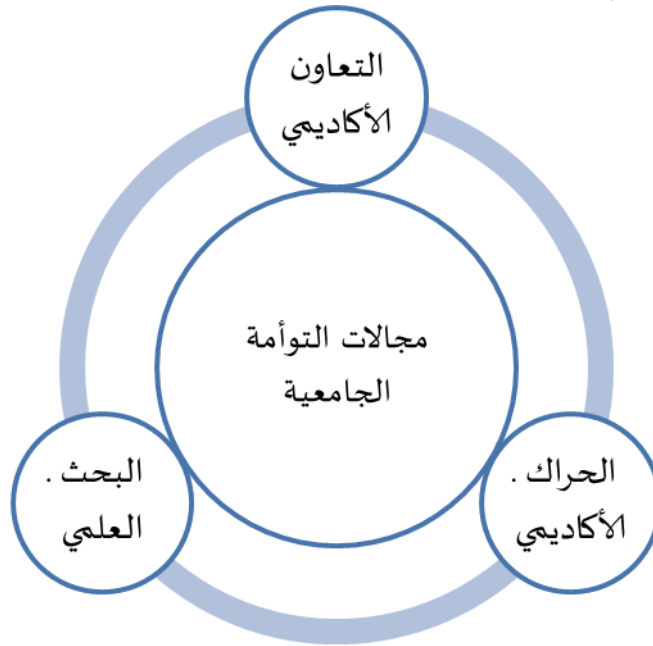 التعاون
الأكاديمي
مجالات التوأمة
الجامعية
الحراك .
الأكاديمي
البحث .
العلمي